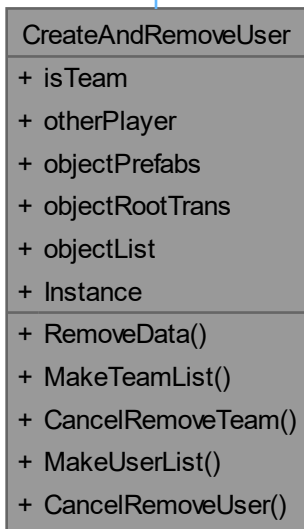 CreateAndRemoveUser
+ isTeam
+ otherPlayer
+ objectPrefabs
+ objectRootTrans
+ objectList
+ Instance
+ RemoveData()
+ MakeTeamList()
+ CancelRemoveTeam()
+ MakeUserList()
+ CancelRemoveUser()